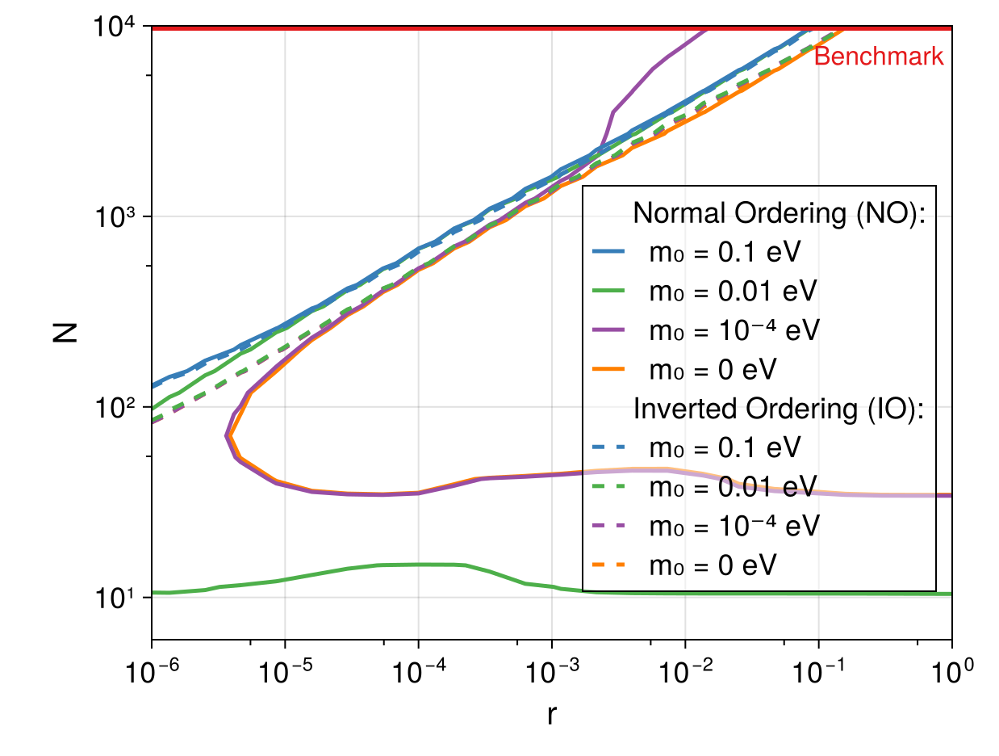 10⁴
Benchmark
Normal Ordering (NO):
10³
m₀ = 0.1 eV
m₀ = 0.01 eV
N
m₀ = 10⁻⁴ eV
m₀ = 0 eV
10²
Inverted Ordering (IO):
m₀ = 0.1 eV
m₀ = 0.01 eV
m₀ = 10⁻⁴ eV
m₀ = 0 eV
10¹
10⁻⁶ 10⁻⁵ 10⁻⁴ 10⁻³ 10⁻² 10⁻¹ 10⁰
r